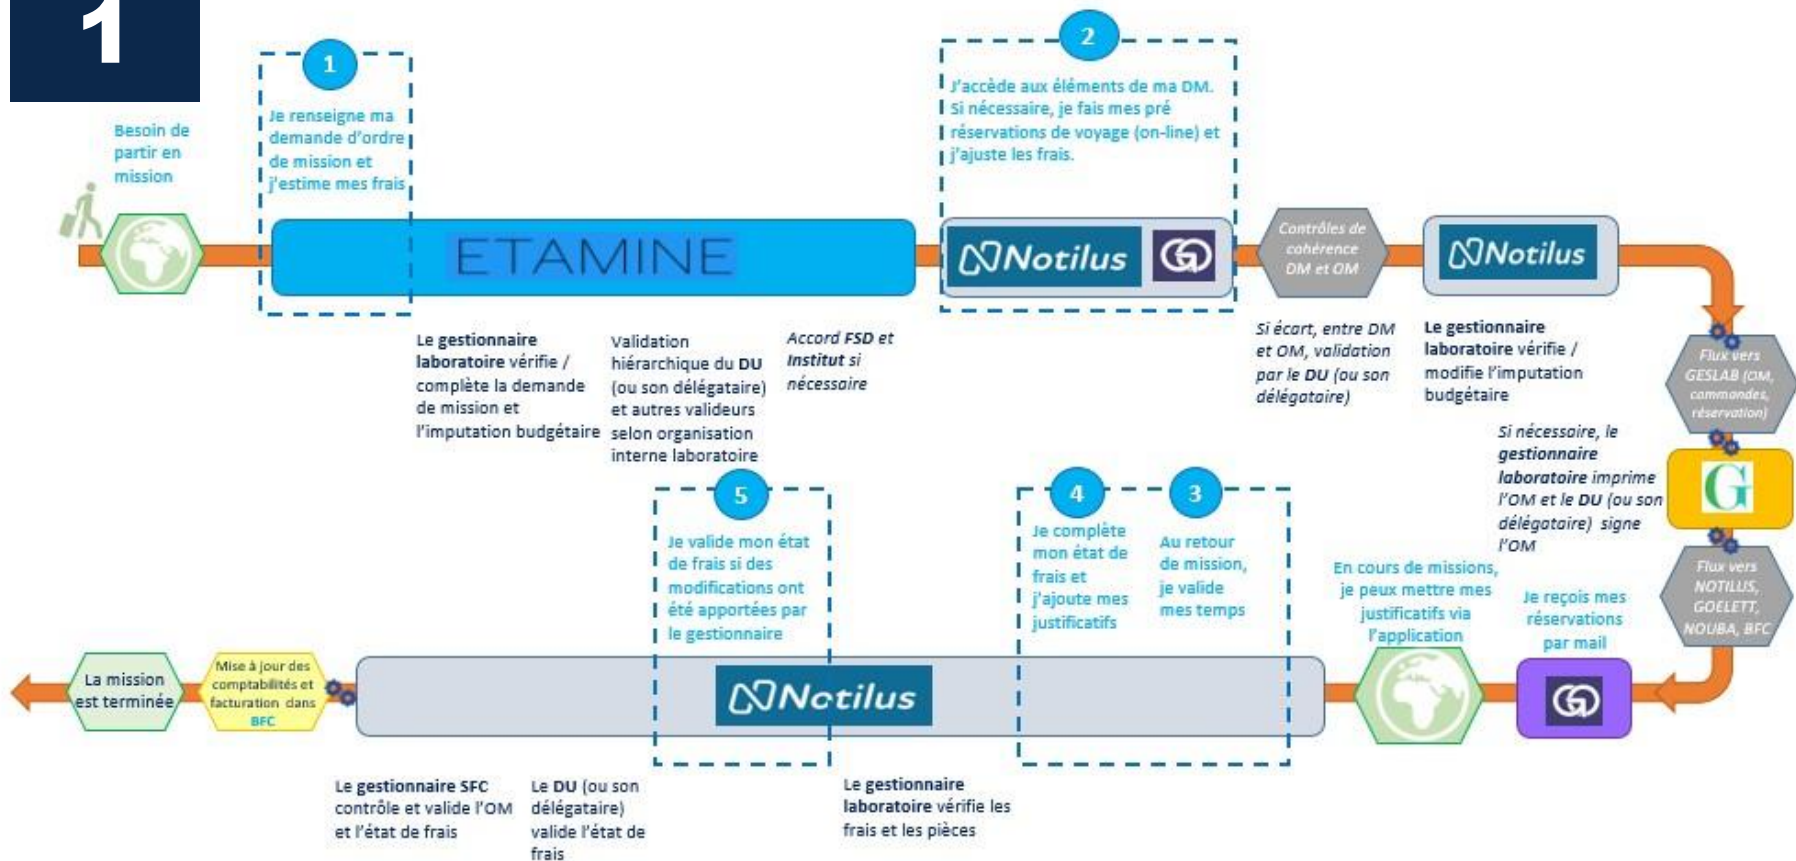 1
1
Je renseigne ma
demande d'ordre
de mission et
j'estime mes frais
2
J'accède aux éléments de ma DM.
Si nécessaire, je fais mes pré
réservations de voyage (on-line) et
j'ajuste les frais.
Besoin de
partir en
mission
ETAMINE
Notilus
Contrôles de
cohérence
DM et OM
Notilus
Le gestionnaire
laboratoire vérifie /
complète la demande
de mission et
l'imputation budgétaire
Validation
hiérarchique du DU
(ou son délégataire)
et autres valideurs
selon organisation
interne laboratoire
Accord FSD et
Institut si
nécessaire
Si écart, entre DM
et OM, validation
par le DU (ou son
délégataire)
Le gestionnaire
laboratoire vérifie /
modifie l'imputation
budgétaire
Flux vers
GESLAB (OM,
commandes,
réservation)
Si nécessaire, le
gestionnaire
laboratoire imprime
l'OM et le DU (ou son
délégataire) signe
l'OM
G
Flux vers
NOTILUS,
GOELETT,
NOUBA, BFC
Je reçois mes
réservations
par mail
En cours de missions,
je peux mettre mes
justificatifs via
l'application
3
Au retour
de mission,
je valide
mes temps
4
Je complète
mon état de
frais et
j'ajoute mes
justificatifs
5
Je valide mon état
de frais si des
modifications ont
été apportées par
le gestionnaire
Notilus
Le gestionnaire
laboratoire vérifie les
frais et les pièces
Le DU (ou son
délégataire)
valide l'état de
frais
Le gestionnaire SFC
contrôle et valide l'OM
et l'état de frais
Mise à jour des
comptabilités et
facturation dans
BFC
La mission
est terminée